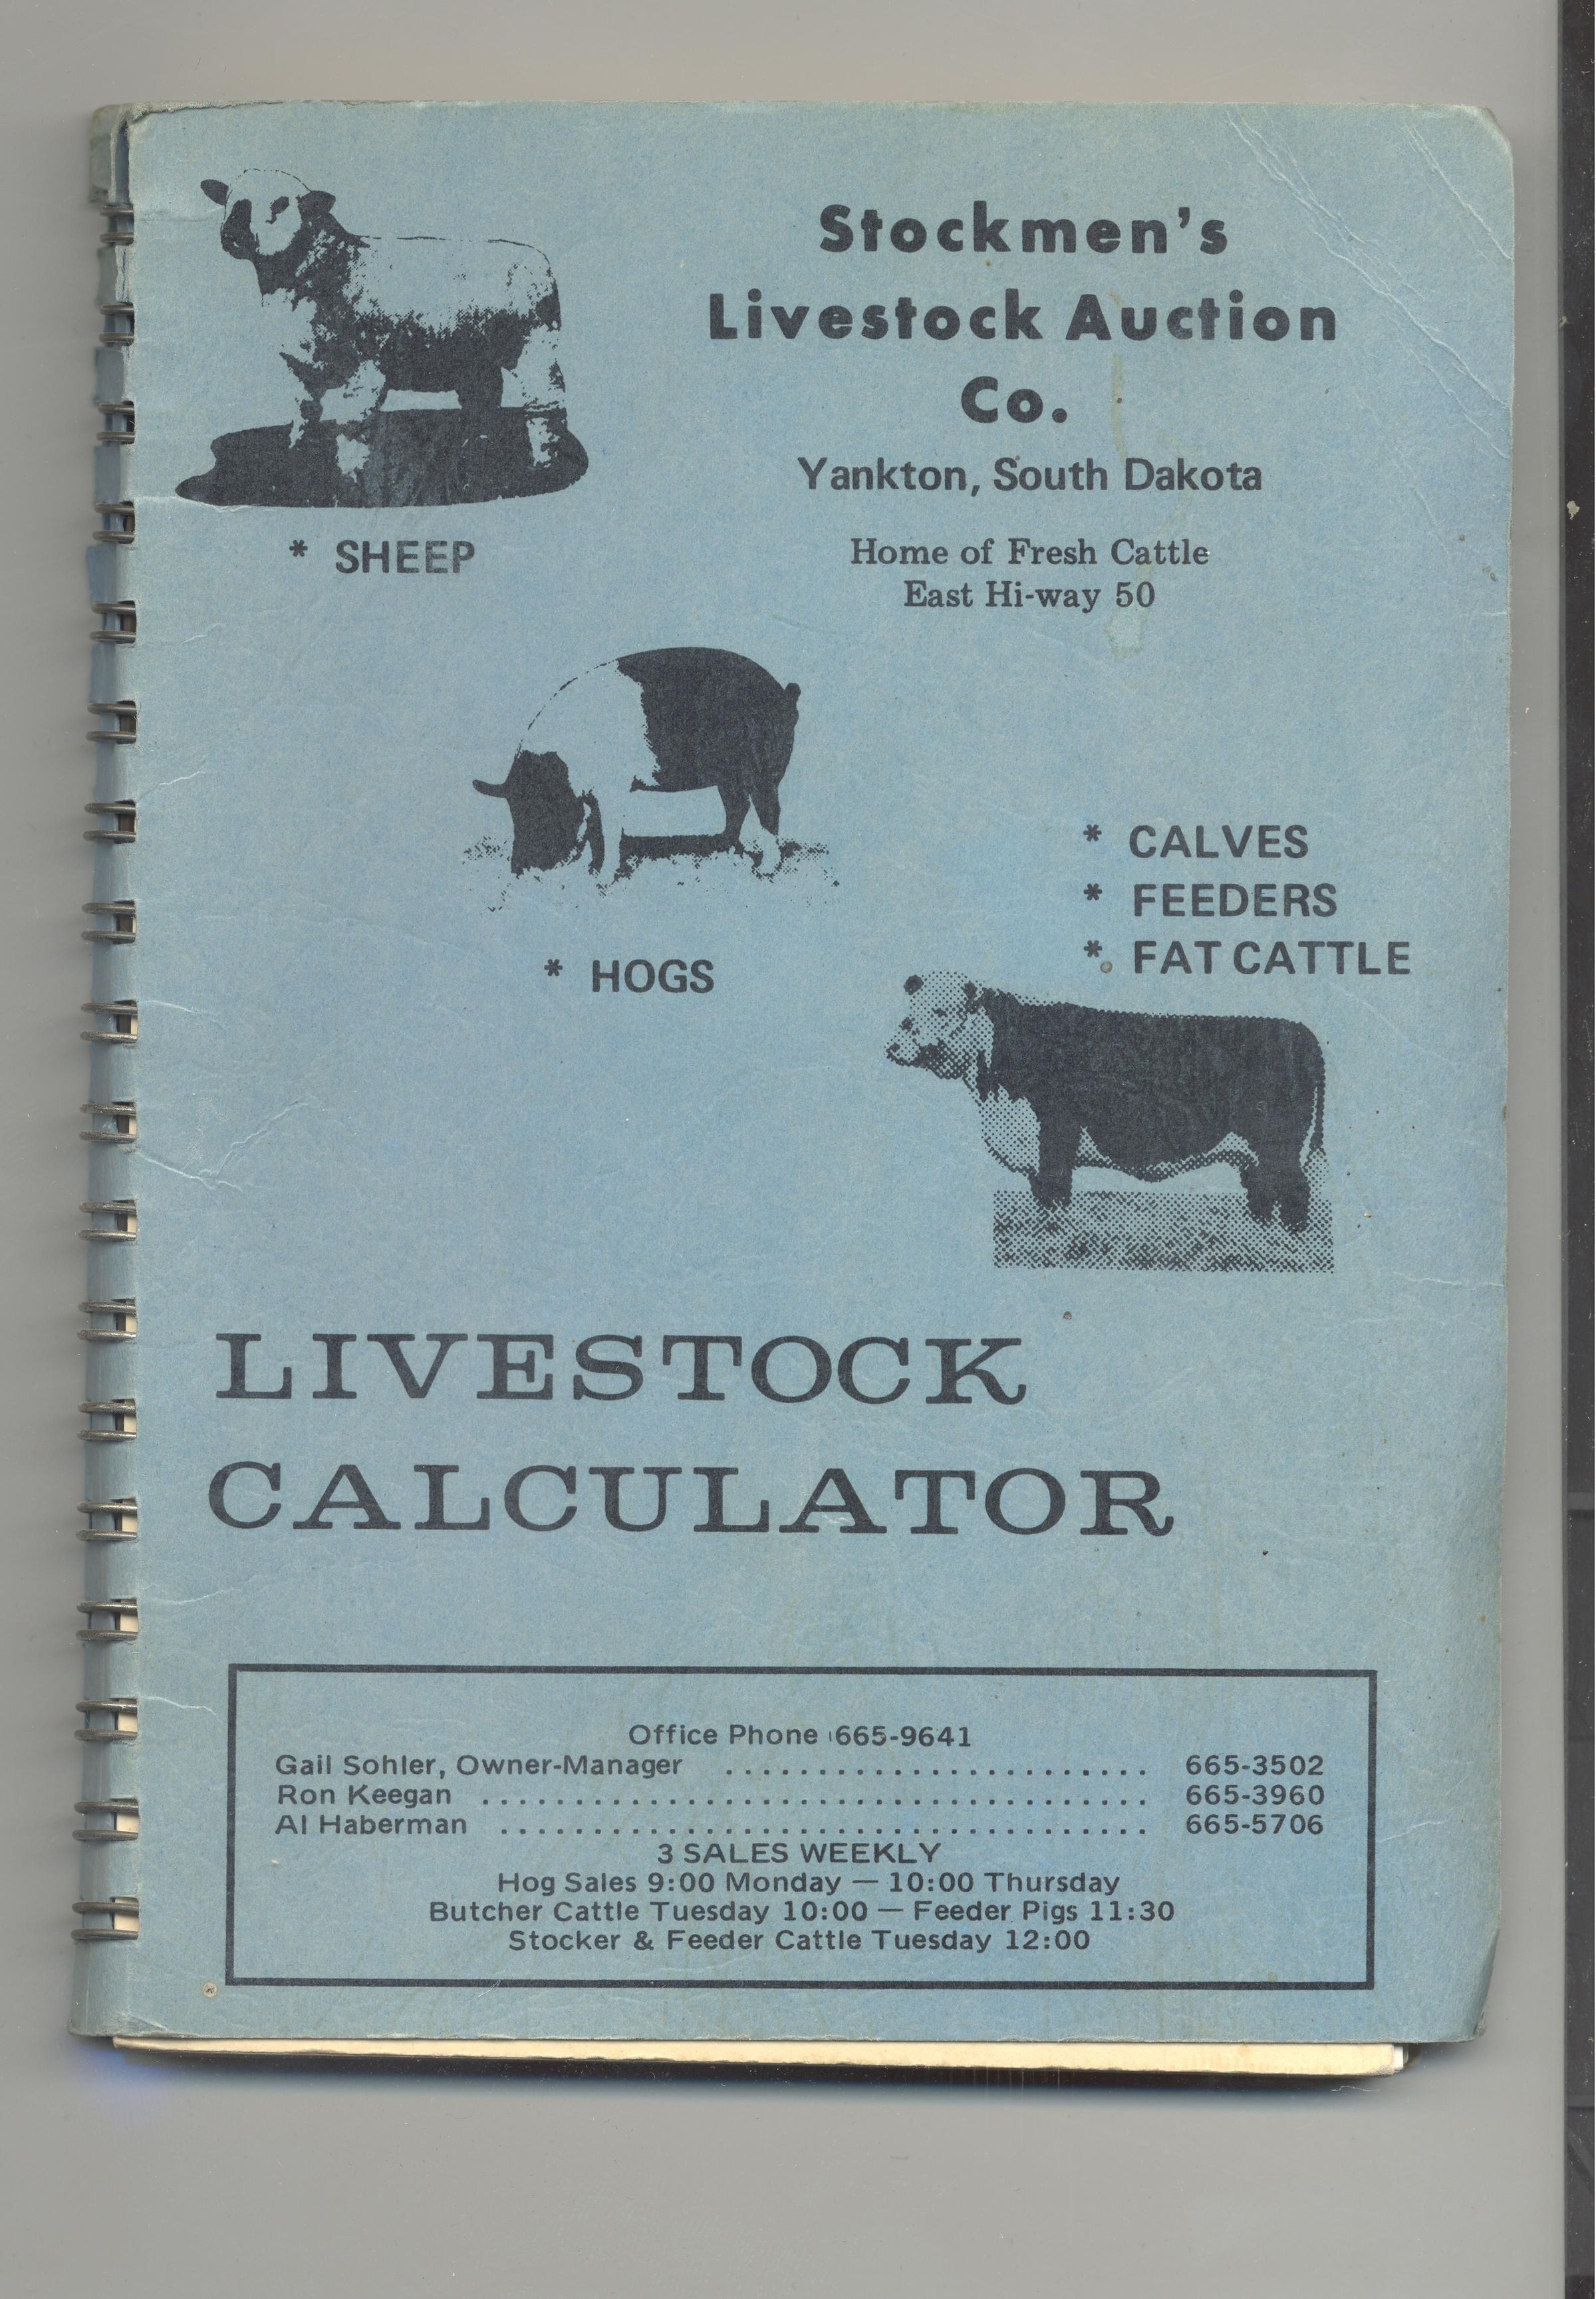 Stockmen's
Livestock Auction
Co.
Yankton, South Dakota
Home of Fresh Cattle
East Hi-way 50
* SHEEP
* HOGS
* CALVES
* FEEDERS
* FAT CATTLE
LIVESTOCK
CALCULATOR
Office Phone 665-9641
Gail Sohler, Owner-Manager ........................ 665-3502
Ron Keegan ..................................... 665-3960
Al Haberman .................................... 665-5706
3 SALES WEEKLY
Hog Sales 9:00 Monday — 10:00 Thursday
Butcher Cattle Tuesday 10:00 — Feeder Pigs 11:30
Stocker & Feeder Cattle Tuesday 12:00